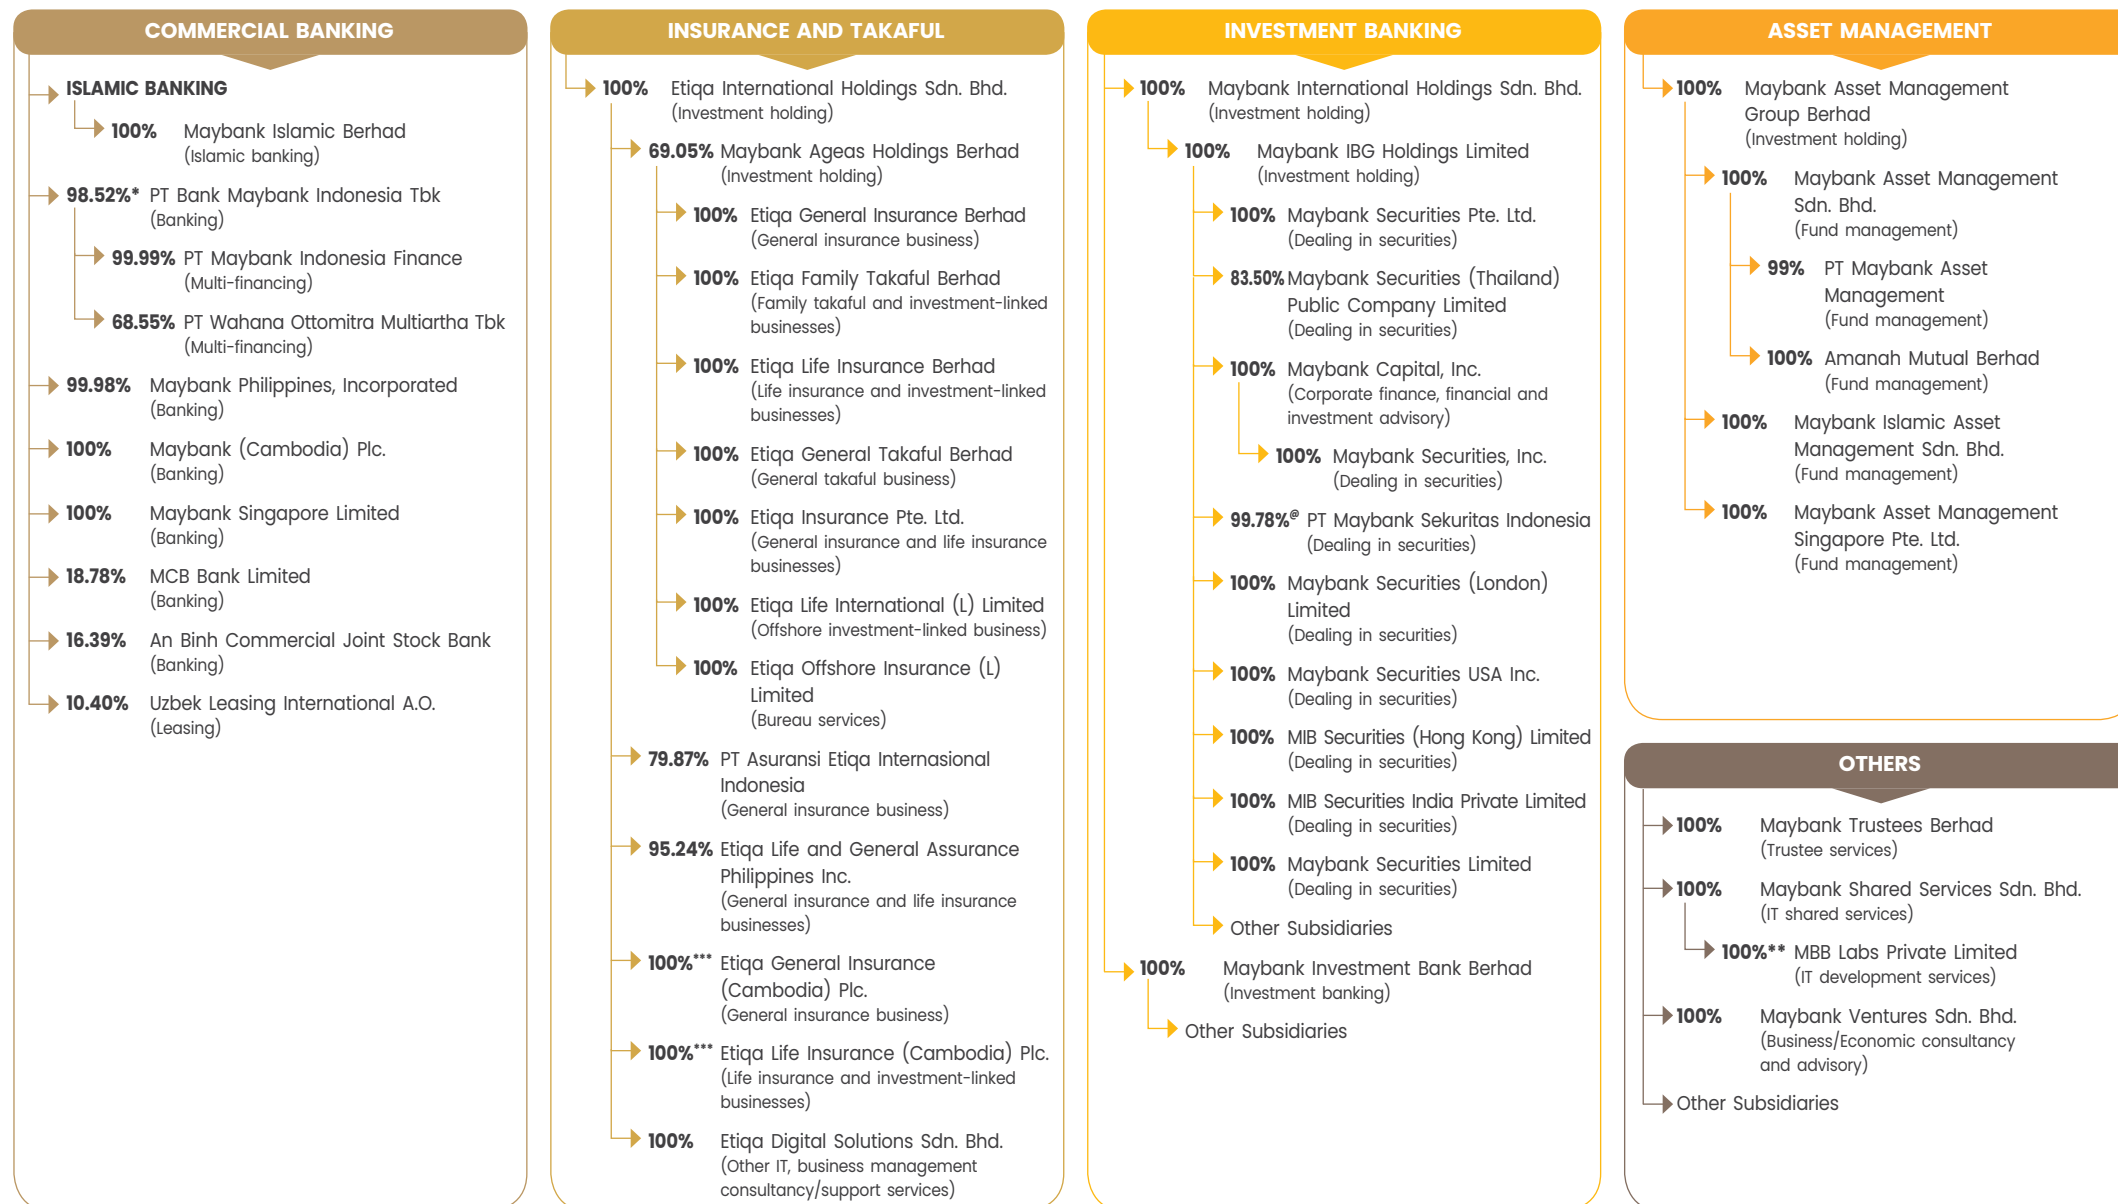 COMMERCIAL BANKING
ISLAMIC BANKING
100% Maybank Islamic Berhad
(Islamic banking)
98.52%* PT Bank Maybank Indonesia Tbk
(Banking)
99.99% PT Maybank Indonesia Finance
(Multi-financing)
68.55% PT Wahana Ottomitra Multiartha Tbk
(Multi-financing)
99.98% Maybank Philippines, Incorporated
(Banking)
100% Maybank (Cambodia) Plc.
(Banking)
100% Maybank Singapore Limited
(Banking)
18.78% MCB Bank Limited
(Banking)
16.39% An Binh Commercial Joint Stock Bank
(Banking)
10.40% Uzbek Leasing International A.O.
(Leasing)
INSURANCE AND TAKAFUL
100% Etiqa International Holdings Sdn. Bhd.
(Investment holding)
69.05% Maybank Ageas Holdings Berhad
(Investment holding)
100% Etiqa General Insurance Berhad
(General insurance business)
100% Etiqa Family Takaful Berhad
(Family takaful and investment-linked
businesses)
100% Etiqa Life Insurance Berhad
(Life insurance and investment-linked
businesses)
100% Etiqa General Takaful Berhad
(General takaful business)
100% Etiqa Insurance Pte. Ltd.
(General insurance and life insurance
businesses)
100% Etiqa Life International (L) Limited
(Offshore investment-linked business)
100% Etiqa Offshore Insurance (L)
Limited
(Bureau services)
79.87% PT Asuransi Etiqa Internasional
Indonesia
(General insurance business)
95.24% Etiqa Life and General Assurance
Philippines Inc.
(General insurance and life insurance
businesses)
100%*** Etiqa General Insurance
(Cambodia) Plc.
(General insurance business)
100%*** Etiqa Life Insurance (Cambodia) Plc.
(Life insurance and investment-linked
businesses)
100% Etiqa Digital Solutions Sdn. Bhd.
(Other IT, business management
consultancy/support services)
INVESTMENT BANKING
100% Maybank International Holdings Sdn. Bhd.
(Investment holding)
100% Maybank IBG Holdings Limited
(Investment holding)
100% Maybank Securities Pte. Ltd.
(Dealing in securities)
83.50% Maybank Securities (Thailand)
Public Company Limited
(Dealing in securities)
100% Maybank Capital, Inc.
(Corporate finance, financial and
investment advisory)
100% Maybank Securities, Inc.
(Dealing in securities)
99.78%@ PT Maybank Sekuritas Indonesia
(Dealing in securities)
100% Maybank Securities (London)
Limited
(Dealing in securities)
100% Maybank Securities USA Inc.
(Dealing in securities)
100% MIB Securities (Hong Kong) Limited
(Dealing in securities)
100% MIB Securities India Private Limited
(Dealing in securities)
100% Maybank Securities Limited
(Dealing in securities)
Other Subsidiaries
100% Maybank Investment Bank Berhad
(Investment banking)
Other Subsidiaries
ASSET MANAGEMENT
100% Maybank Asset Management
Group Berhad
(Investment holding)
100% Maybank Asset Management
Sdn. Bhd.
(Fund management)
99% PT Maybank Asset
Management
(Fund management)
100% Amanah Mutual Berhad
(Fund management)
100% Maybank Islamic Asset
Management Sdn. Bhd.
(Fund management)
100% Maybank Asset Management
Singapore Pte. Ltd.
(Fund management)
OTHERS
100% Maybank Trustees Berhad
(Trustee services)
100% Maybank Shared Services Sdn. Bhd.
(IT shared services)
100%** MBB Labs Private Limited
(IT development services)
100% Maybank Ventures Sdn. Bhd.
(Business/Economic consultancy
and advisory)
Other Subsidiaries